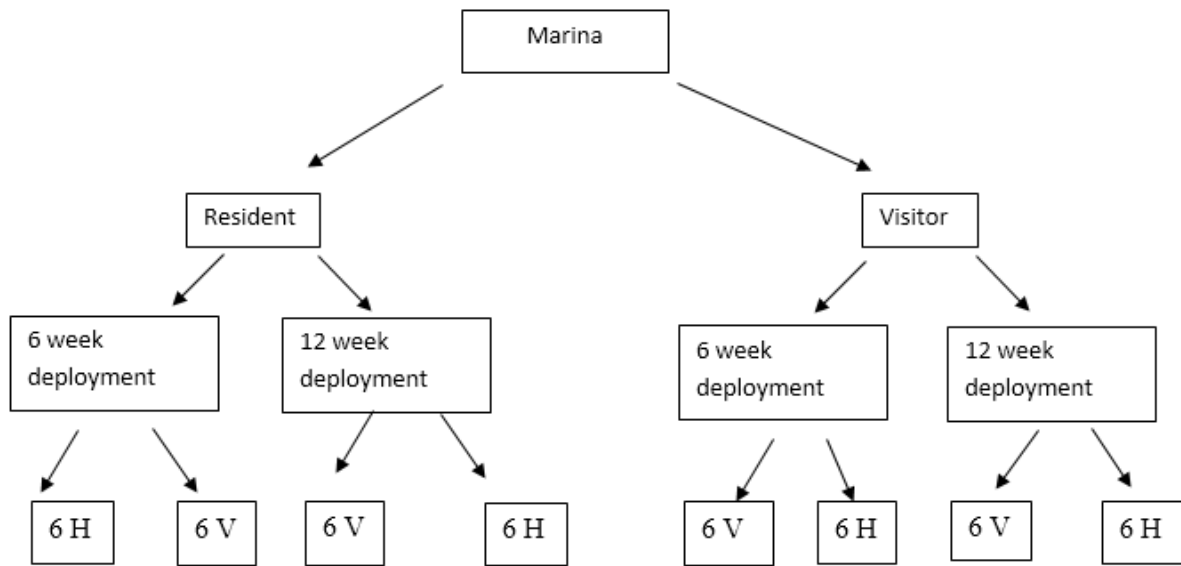 Marina
Resident
Visitor
6 week
deployment
12 week
deployment
6 week
deployment
12 week
deployment
6 H
6 V
6 V
6 H
6 V
6 H
6 V
6 H